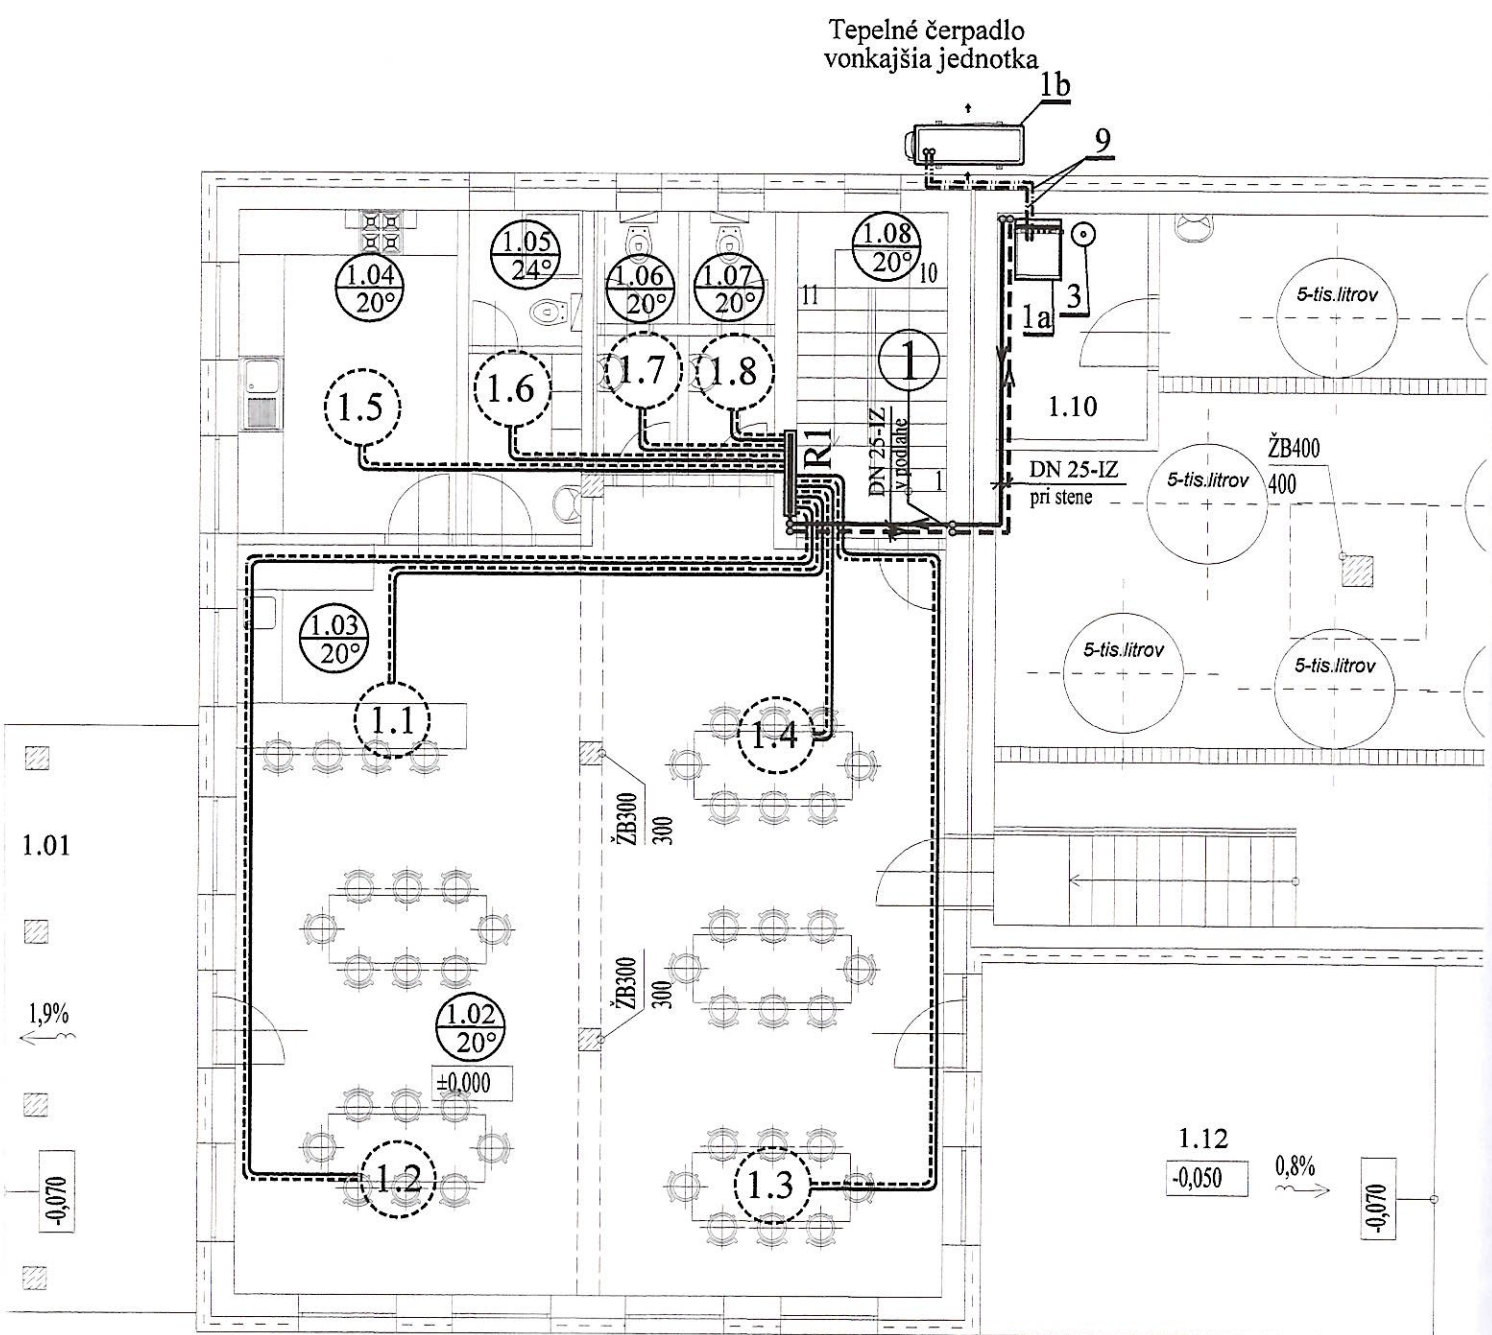 Tepelné čerpadlo
vonkajšia jednotka
1b
9
1.04
20°
1.05
24°
1.06
20°
1.07
20°
1.08
20°
10
11
1a
3
5-tis.litrov
1.5
1.6
1.7
1.8
1
R1
DN 25-IZ
v podlahe
1
1.10
DN 25-IZ
pri stene
5-tis.litrov
ŽB400
400
1.03
20°
5-tis.litrov
5-tis.litrov
1.1
1.4
ŽB300
300
1.01
1,9%
1.02
20°
±0,000
ŽB300
300
1.2
1.3
-0,070
1.12
-0,050
0,8%
-0,070